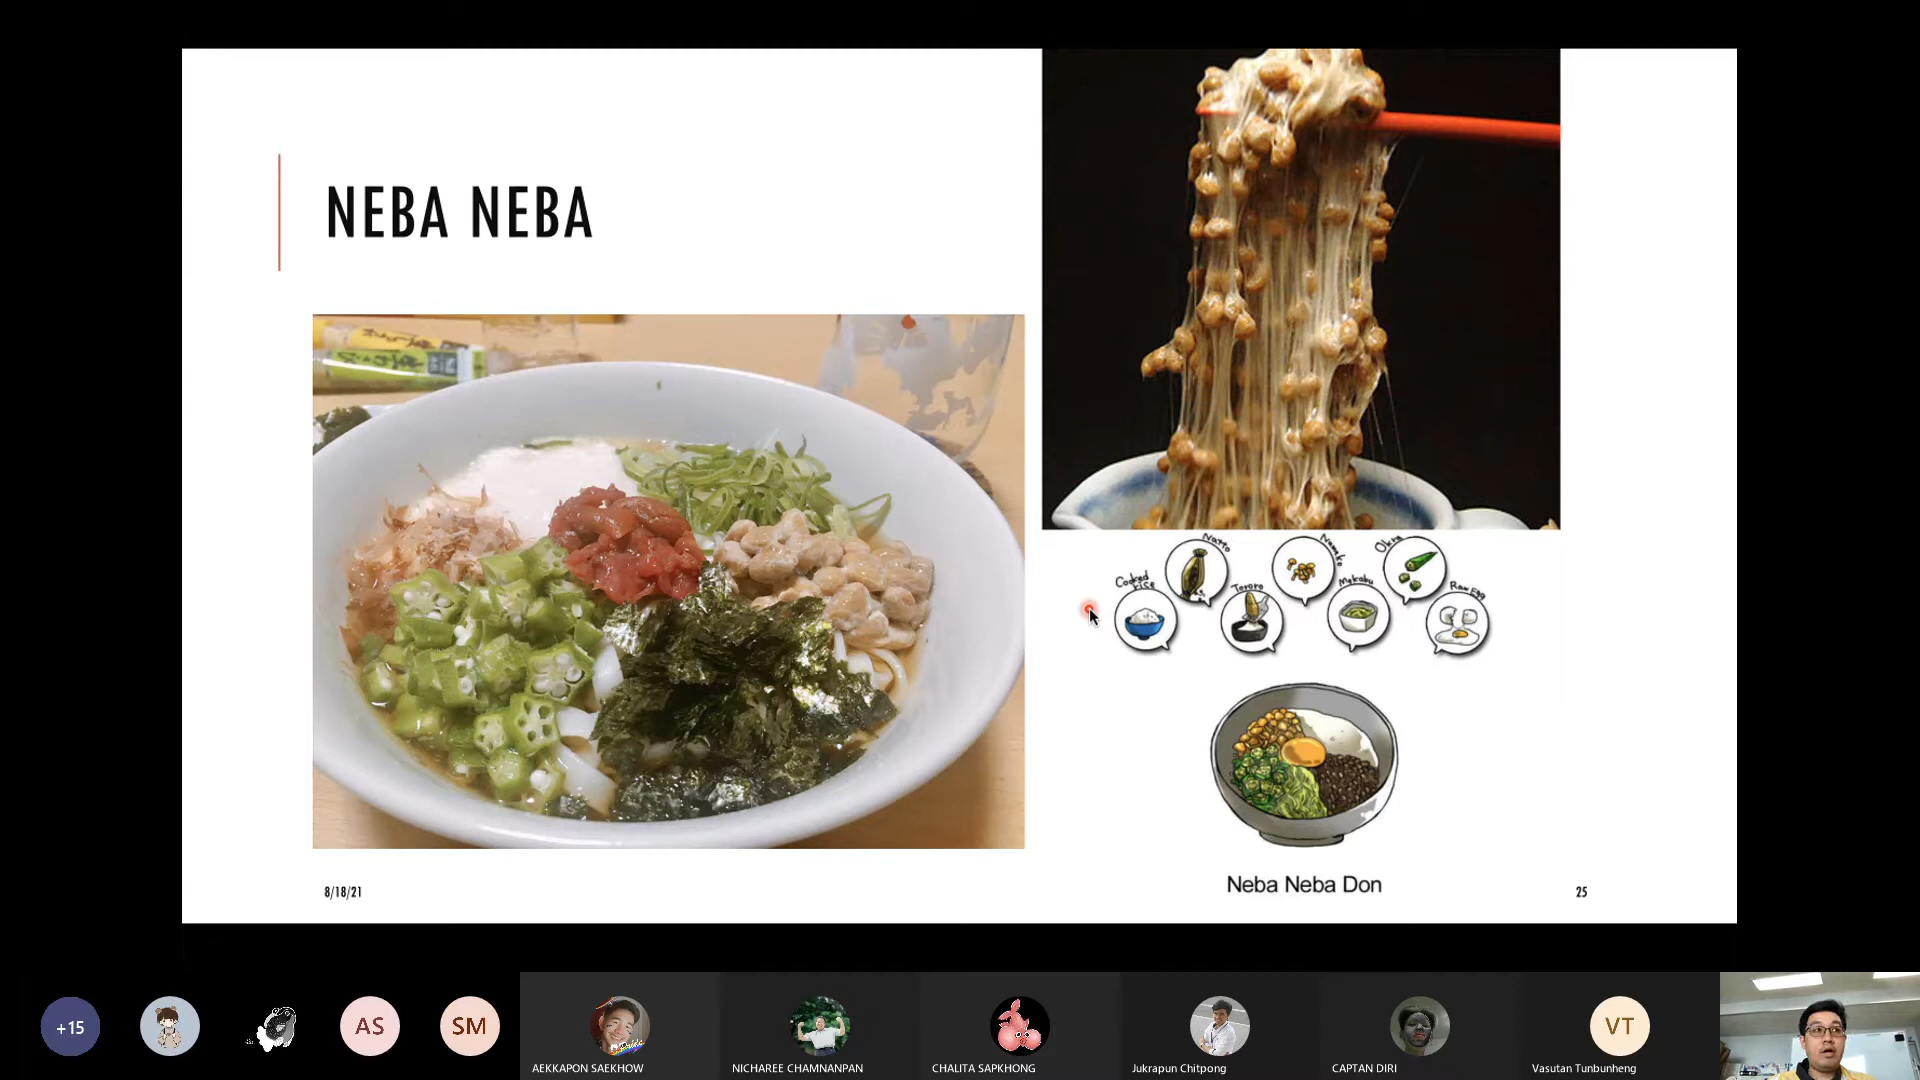 NEBA NEBA
Natto
Nameko
Okra
Cooked
rice
Tororo
Mekabu
Raw Egg
Neba Neba Don
8/18/21
25
+15
AS
SM
VT
AEKKAPON SAEKHOW
NICHAREE CHAMNANPAN
CHALITA SAPKHONG
Jukrapun Chitpong
CAPTAN DIRI
Vasutan Tunbunheng